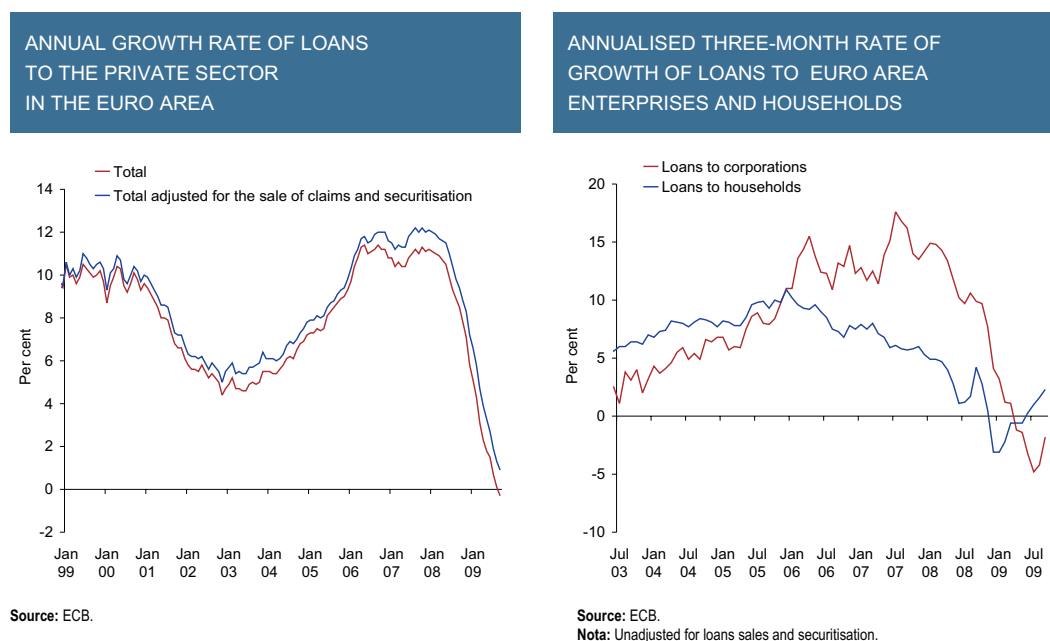 ANNUAL GROWTH RATE OF LOANS
TO THE PRIVATE SECTOR
IN THE EURO AREA
Total
Total adjusted for the sale of claims and securitisation
Per cent
14
12
10
8
6
4
2
0
-2
Jan Jan Jan Jan Jan Jan Jan Jan Jan Jan Jan
99 00 01 02 03 04 05 06 07 08 09
Source: ECB.
ANNUALISED THREE-MONTH RATE OF
GROWTH OF LOANS TO EURO AREA
ENTERPRISES AND HOUSEHOLDS
Loans to corporations
Loans to households
Per cent
20
15
10
5
0
-5
-10
Jul Jan Jul Jan Jul Jan Jul Jan Jul Jan Jul Jan Jul
03 04 04 05 05 06 06 07 07 08 08 09 09
Source: ECB.
Nota: Unadjusted for loans sales and securitisation.